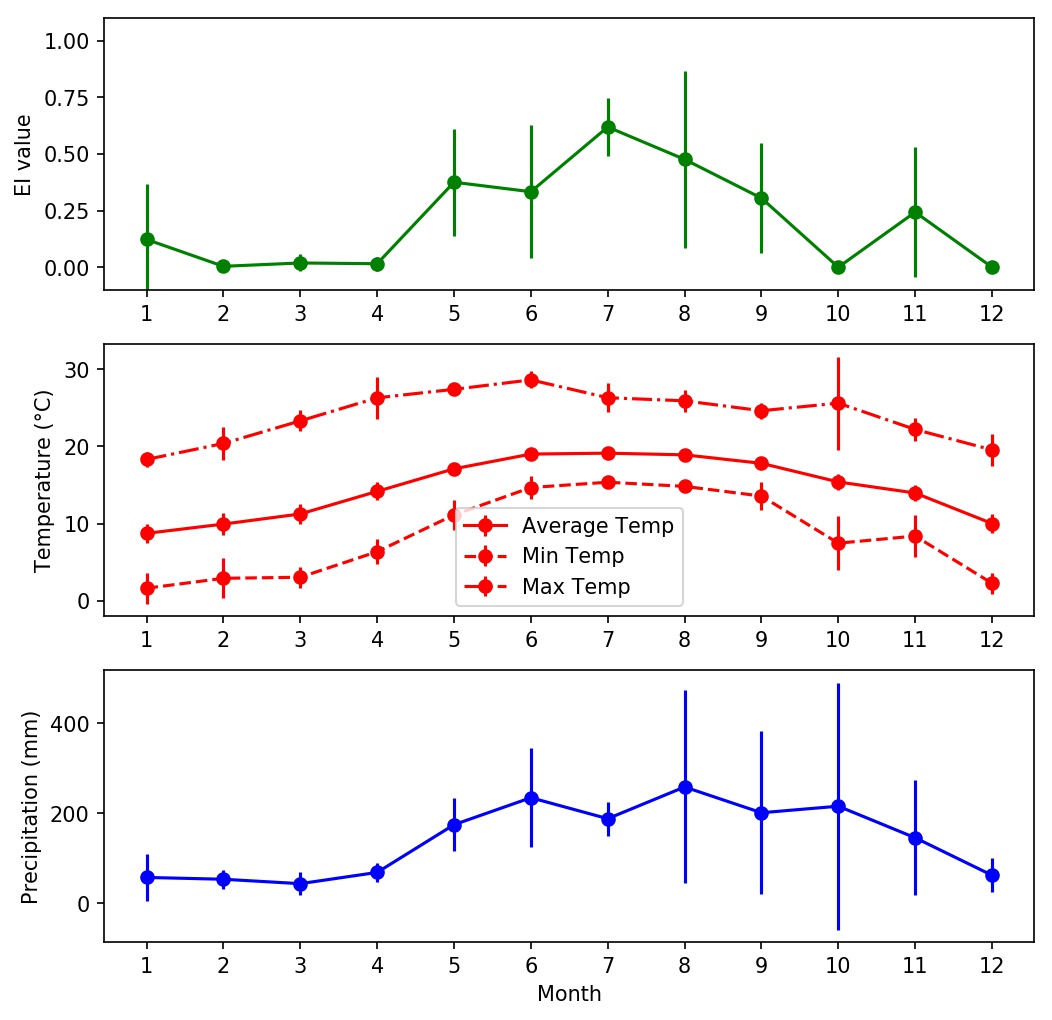 EI value
1.00
0.75
0.50
0.25
0.00
1 2 3 4 5 6 7 8 9 10 11 12
Temperature (°C)
30
20
10
0
Average Temp
Min Temp
Max Temp
1 2 3 4 5 6 7 8 9 10 11 12
Precipitation (mm)
400
200
0
1 2 3 4 5 6 7 8 9 10 11 12
Month